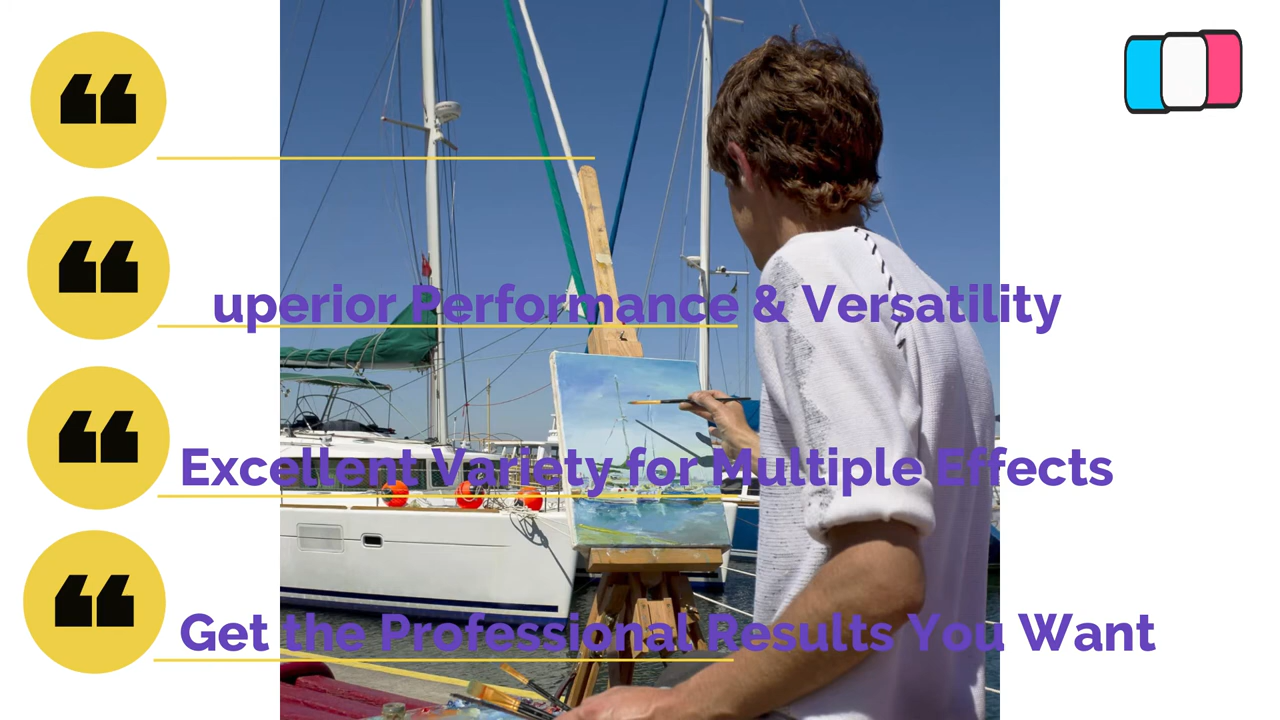 uperior Performance & Versatility
Excellent Variety for Multiple Effects
Get the Professional Results You Want